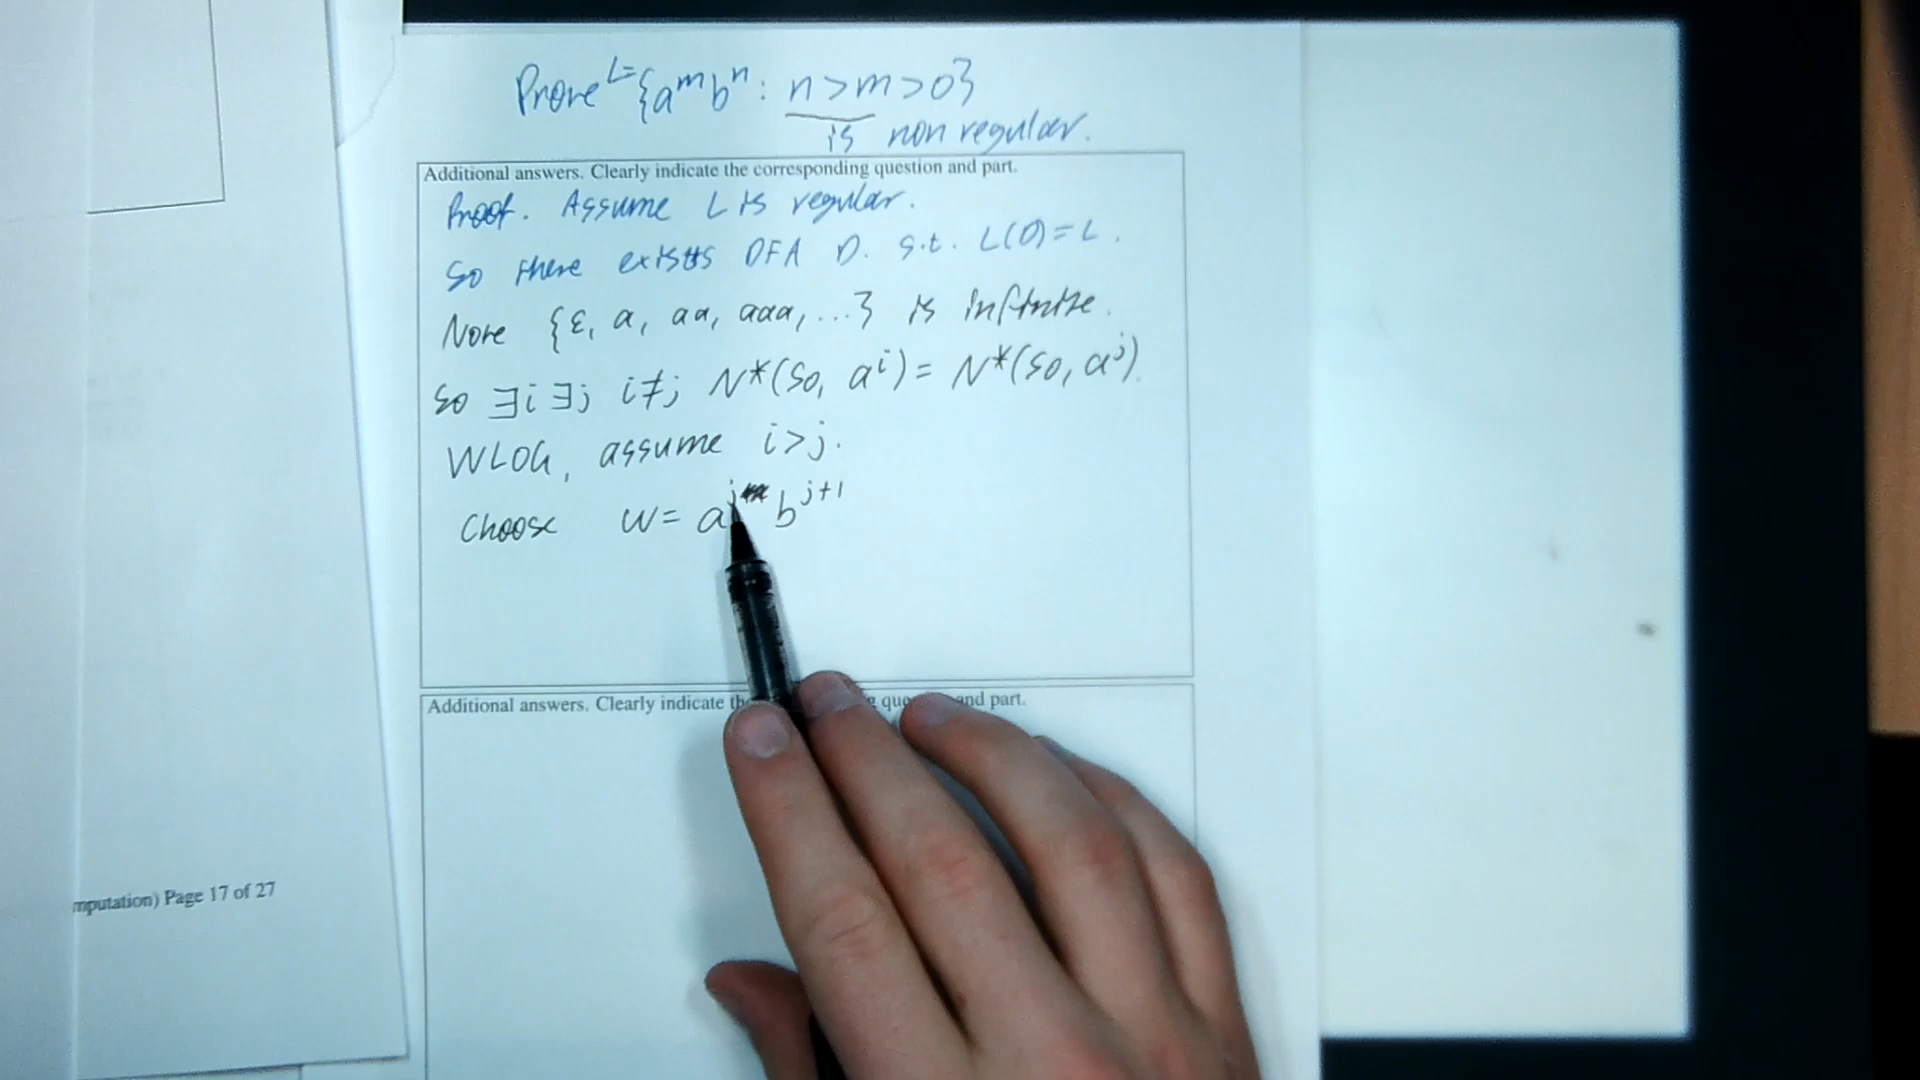 Prove L= {a^m b^n : n>m>0}
is non regular.
Additional answers. Clearly indicate the corresponding question and part.
Proof. Assume L is regular.
So there exists DFA D. s.t. L(D)=L.
Note {ε, a, aa, aaa, ...} is infinite.
So ∃i ∃j i≠j N*(S0, a^i) = N*(S0, a^j).
WLOG, assume i>j.
Choose w= a^j b^j+1
Additional answers. Clearly indicate and part.
mputation) Page 17 of 27